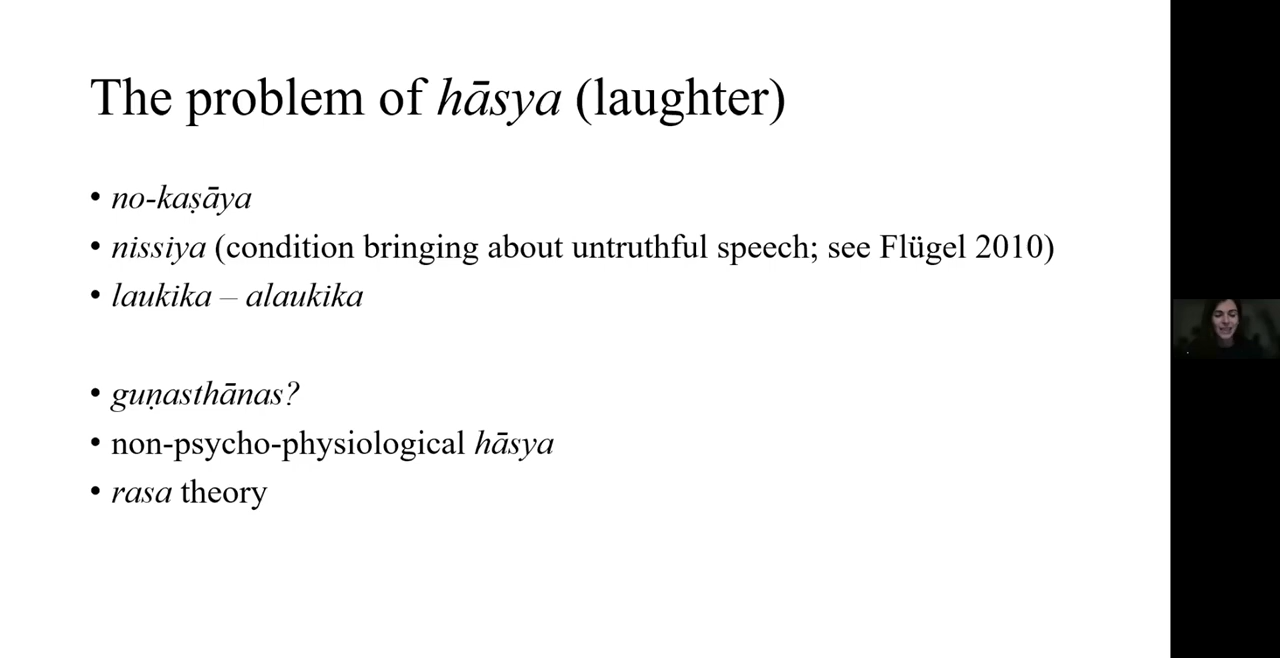 The problem of hāsya (laughter)
• no-kaṣāya
• nissiya (condition bringing about untruthful speech; see Flügel 2010)
• laukika – alaukika
• guṇasthānas?
• non-psycho-physiological hāsya
• rasa theory